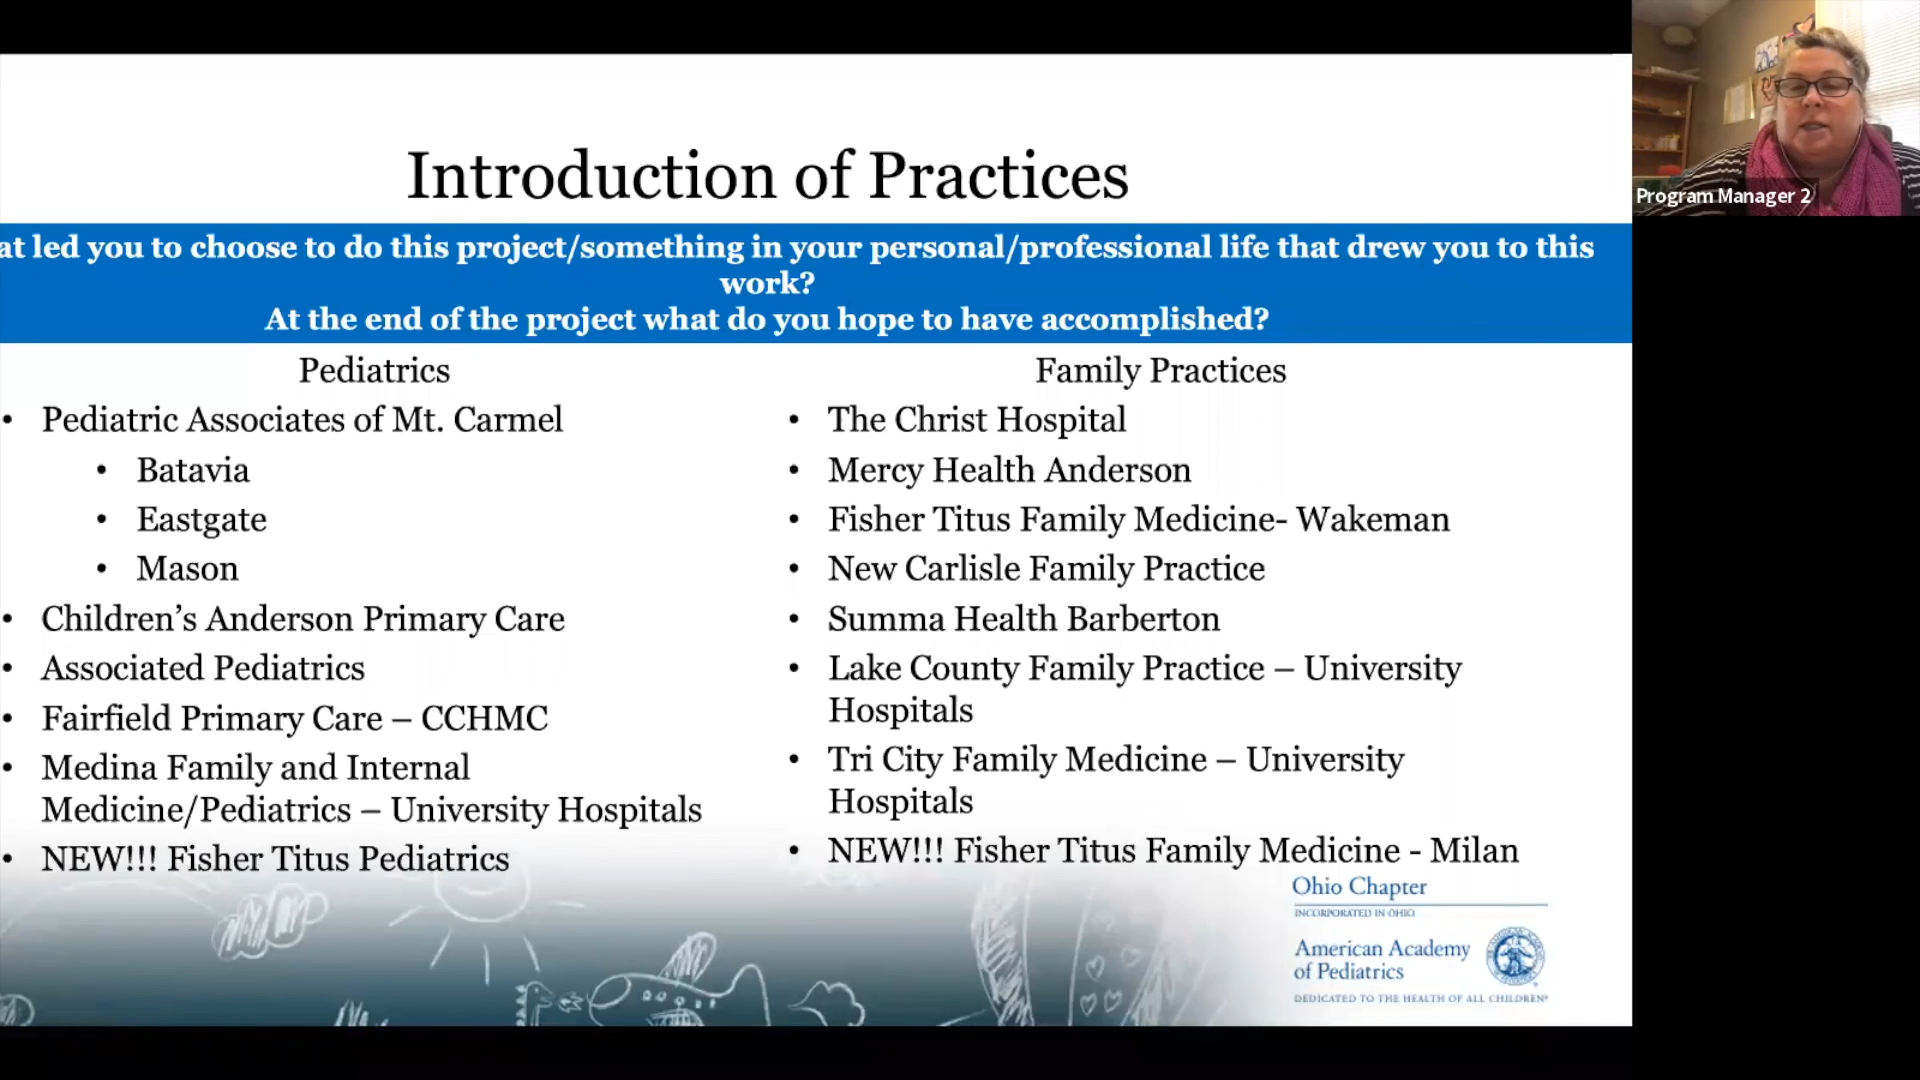 Introduction of Practices
at led you to choose to do this project/something in your personal/professional life that drew you to this
work?
At the end of the project what do you hope to have accomplished?
Pediatrics
• Pediatric Associates of Mt. Carmel
• Batavia
• Eastgate
• Mason
• Children’s Anderson Primary Care
• Associated Pediatrics
• Fairfield Primary Care – CCHMC
• Medina Family and Internal
Medicine/Pediatrics – University Hospitals
• NEW!!! Fisher Titus Pediatrics
Family Practices
• The Christ Hospital
• Mercy Health Anderson
• Fisher Titus Family Medicine- Wakeman
• New Carlisle Family Practice
• Summa Health Barberton
• Lake County Family Practice – University
Hospitals
• Tri City Family Medicine – University
Hospitals
• NEW!!! Fisher Titus Family Medicine - Milan
Ohio Chapter
INCORPORATED IN OHIO
American Academy
of Pediatrics
DEDICATED TO THE HEALTH OF ALL CHILDREN®
Program Manager 2